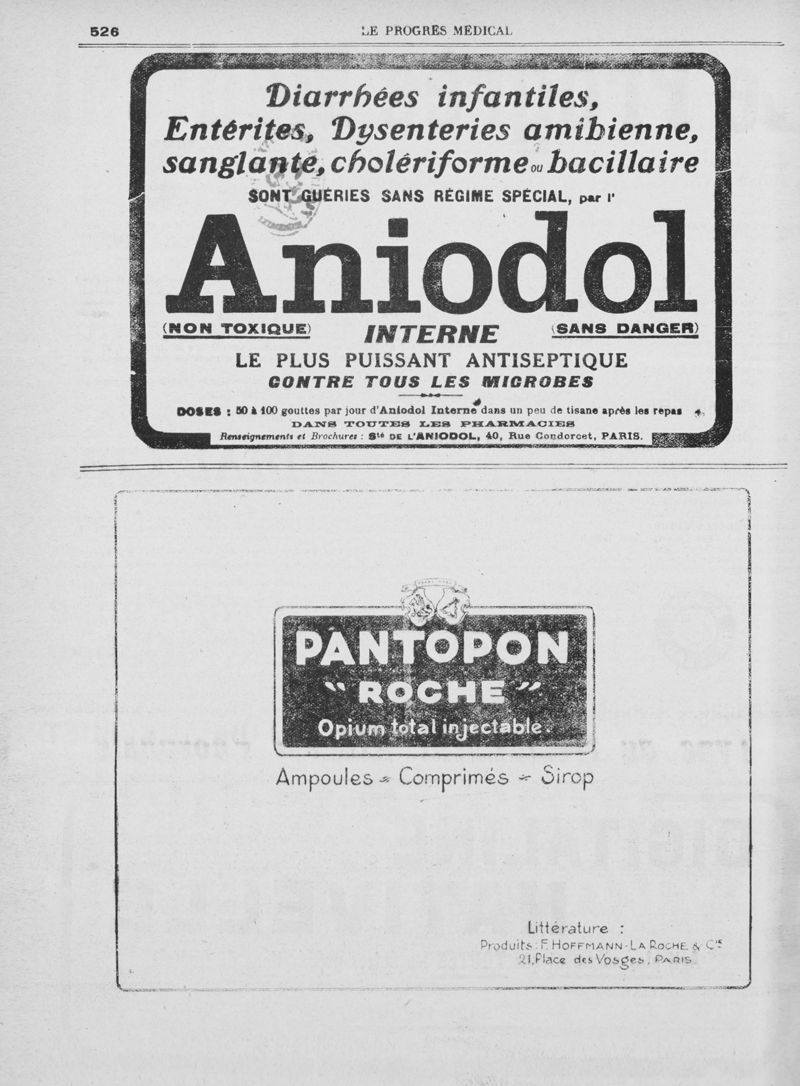 526
LE PROGRÈS MÉDICAL
Diarrhées infantiles,
Entérites, Dysenteries amibienne,
sanglante, cholériforme ou bacillaire
SONT GUÉRIES SANS RÉGIME SPÉCIAL, par l'
Aniodol
(NON TOXIQUE) INTERNE (SANS DANGER)
LE PLUS PUISSANT ANTISEPTIQUE
CONTRE TOUS LES MICROBES
DOSES : 50 à 100 gouttes par jour d'Aniodol Interne dans un peu de tisane après les repas
DANS TOUTES LES PHARMACIES
Renseignements et Brochures : Sté DE L'ANIODOL, 40, Rue Condorcet, PARIS.
PANTOPON
"ROCHE"
Opium total injectable.
Ampoules - Comprimés - Sirop
Littérature :
Produits : F. HOFFMANN-LA ROCHE & Cie
21, Place des Vosges, PARIS.